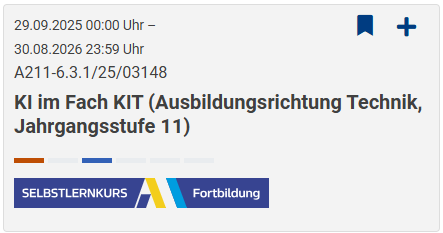 29.09.2025 00:00 Uhr –
30.08.2026 23:59 Uhr
A211-6.3.1/25/03148
KI im Fach KIT (Ausbildungsrichtung Technik,
Jahrgangsstufe 11)
SELBSTLERNKURS Fortbildung